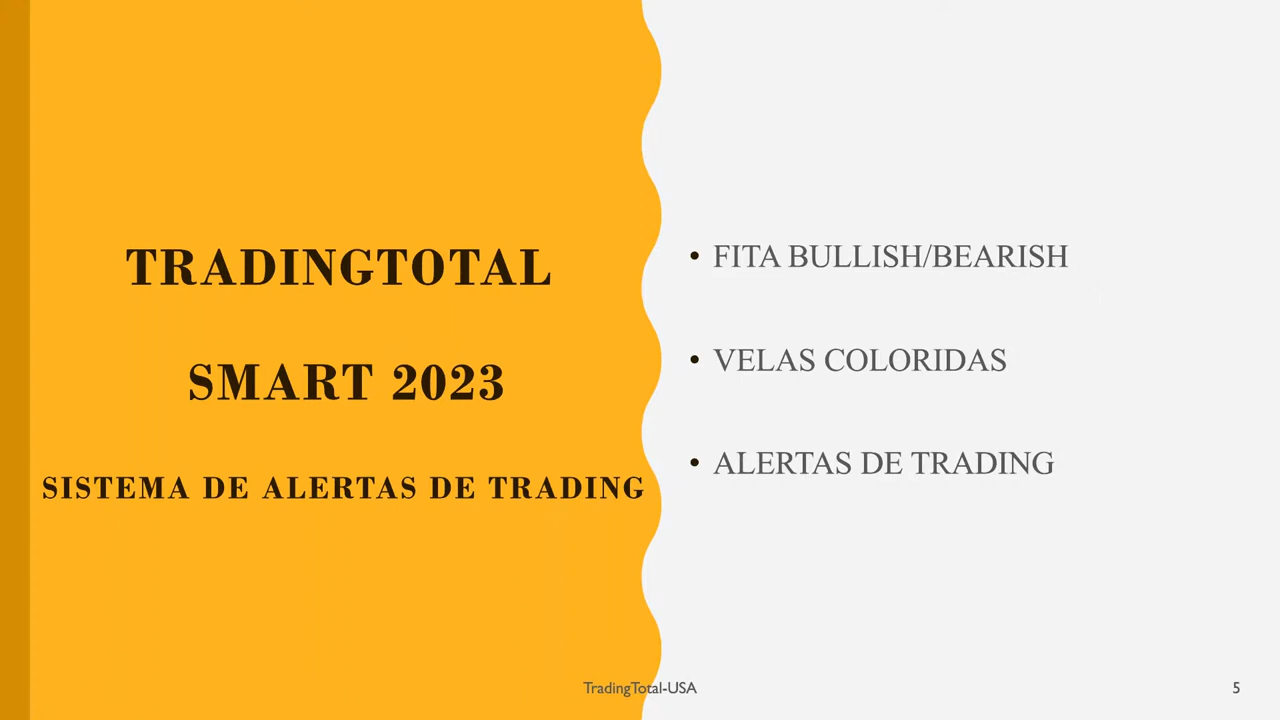 TRADINGTOTAL
SMART 2023
SISTEMA DE ALERTAS DE TRADING
• FITA BULLISH/BEARISH
• VELAS COLORIDAS
• ALERTAS DE TRADING
TradingTotal-USA
5